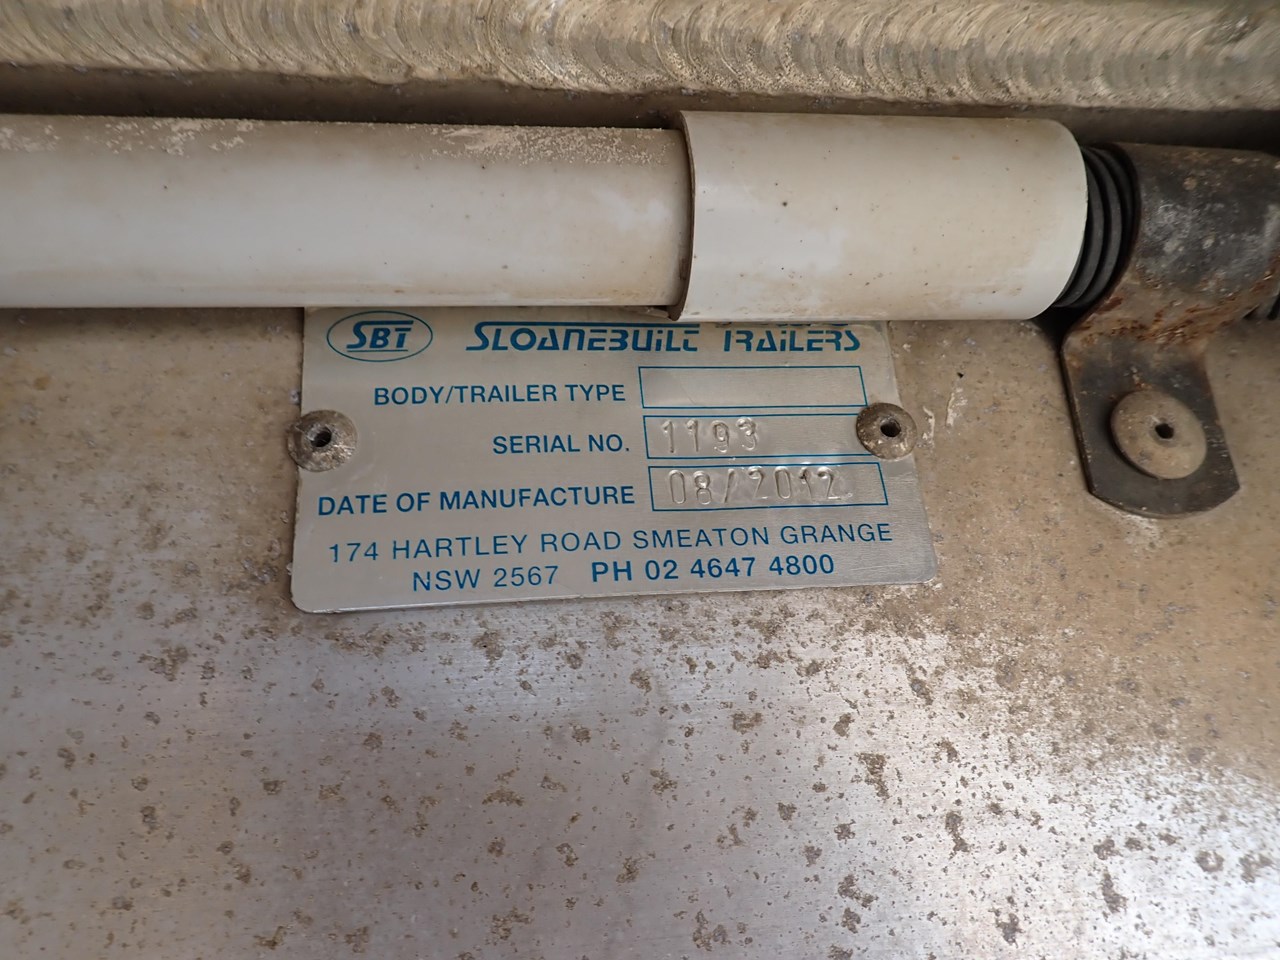 SBT SLOANEBUILT TRAILERS
BODY/TRAILER TYPE
SERIAL NO. 1193
DATE OF MANUFACTURE 08/2012
174 HARTLEY ROAD SMEATON GRANGE
NSW 2567 PH 02 4647 4800